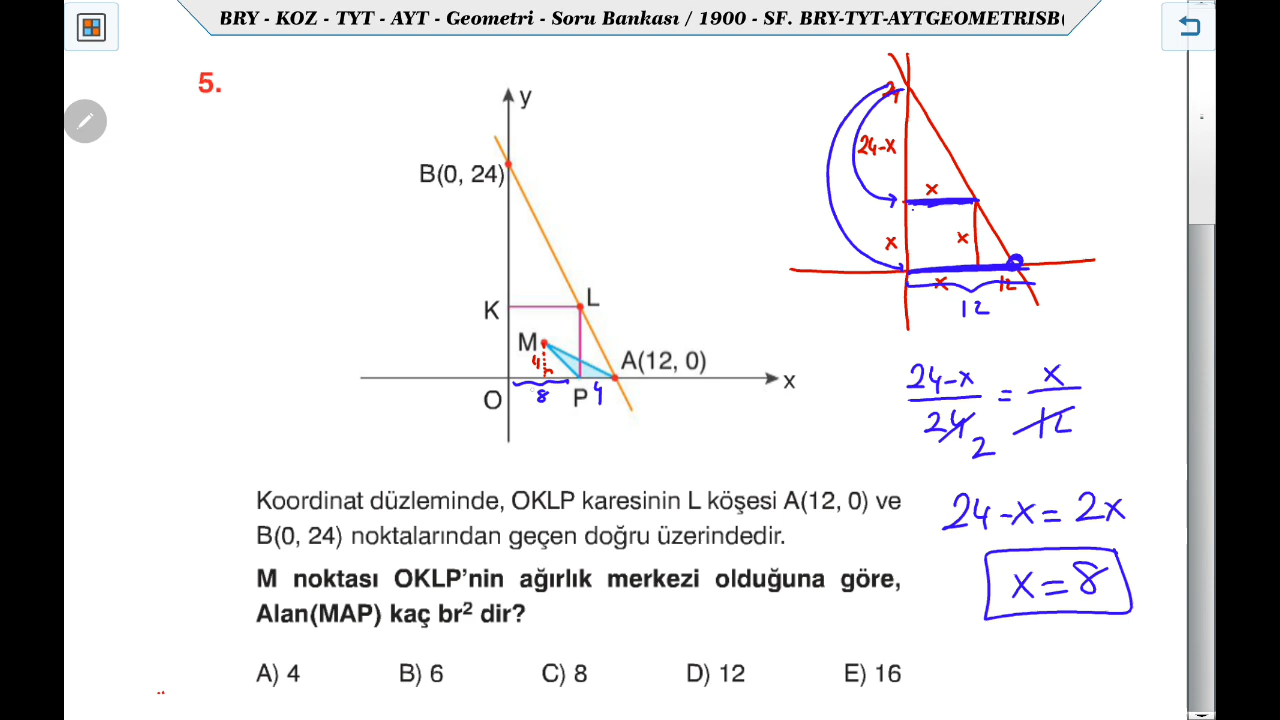 BRY - KOZ - TYT - AYT - Geometri - Soru Bankası / 1900 - SF. BRY-TYT-AYTGEOMETRISB(
5.
y
B(0, 24)
K
L
M
A(12, 0)
x
O
P
4
8
4
24-x
x
x
x
x
12
12
24-x / 24 2 = x / 12
24-x = 2x
x = 8
Koordinat düzleminde, OKLP karesinin L köşesi A(12, 0) ve
B(0, 24) noktalarından geçen doğru üzerindedir.
M noktası OKLP'nin ağırlık merkezi olduğuna göre,
Alan(MAP) kaç br² dir?
A) 4 B) 6 C) 8 D) 12 E) 16